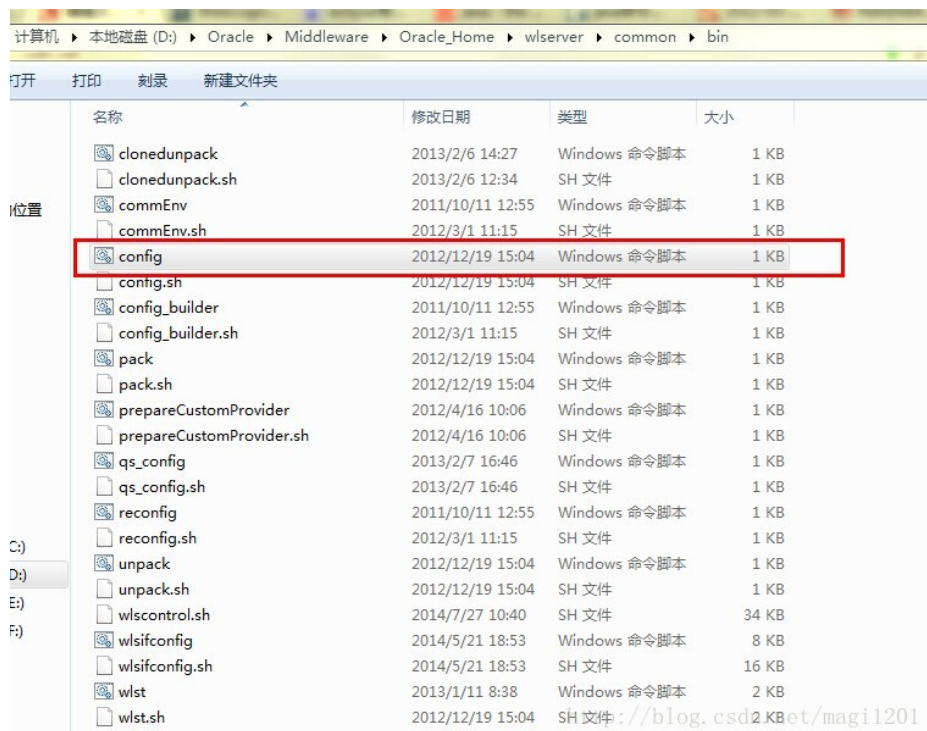 计算机 ▸ 本地磁盘 (D:) ▸ Oracle ▸ Middleware ▸ Oracle_Home ▸ wlserver ▸ common ▸ bin
打开 打印 刻录 新建文件夹
名称 修改日期 类型 大小
clonedunpack 2013/2/6 14:27 Windows 命令脚本 1 KB
clonedunpack.sh 2013/2/6 12:34 SH 文件 1 KB
位置 commEnv 2011/10/11 12:55 Windows 命令脚本 1 KB
commEnv.sh 2012/3/1 11:15 SH 文件 1 KB
config 2012/12/19 15:04 Windows 命令脚本 1 KB
config.sh 2012/12/19 15:04 SH 文件 1 KB
config_builder 2011/10/11 12:55 Windows 命令脚本 1 KB
config_builder.sh 2012/3/1 11:15 SH 文件 1 KB
pack 2012/12/19 15:04 Windows 命令脚本 1 KB
pack.sh 2012/12/19 15:04 SH 文件 1 KB
prepareCustomProvider 2012/4/16 10:06 Windows 命令脚本 1 KB
prepareCustomProvider.sh 2012/4/16 10:06 SH 文件 1 KB
qs_config 2013/2/7 16:46 Windows 命令脚本 1 KB
qs_config.sh 2013/2/7 16:46 SH 文件 1 KB
reconfig 2011/10/11 12:55 Windows 命令脚本 1 KB
C:) reconfig.sh 2012/3/1 11:15 SH 文件 1 KB
D:) unpack 2012/12/19 15:04 Windows 命令脚本 1 KB
E:) unpack.sh 2012/12/19 15:04 SH 文件 1 KB
wlscontrol.sh 2014/7/27 10:40 SH 文件 34 KB
F:) wlsifconfig 2014/5/21 18:53 Windows 命令脚本 8 KB
wlsifconfig.sh 2014/5/21 18:53 SH 文件 16 KB
wlst 2013/1/11 8:38 Windows 命令脚本 2 KB
wlst.sh 2012/12/19 15:04 SH 文件 2 KB
http://blog.csdn.net/magi1201